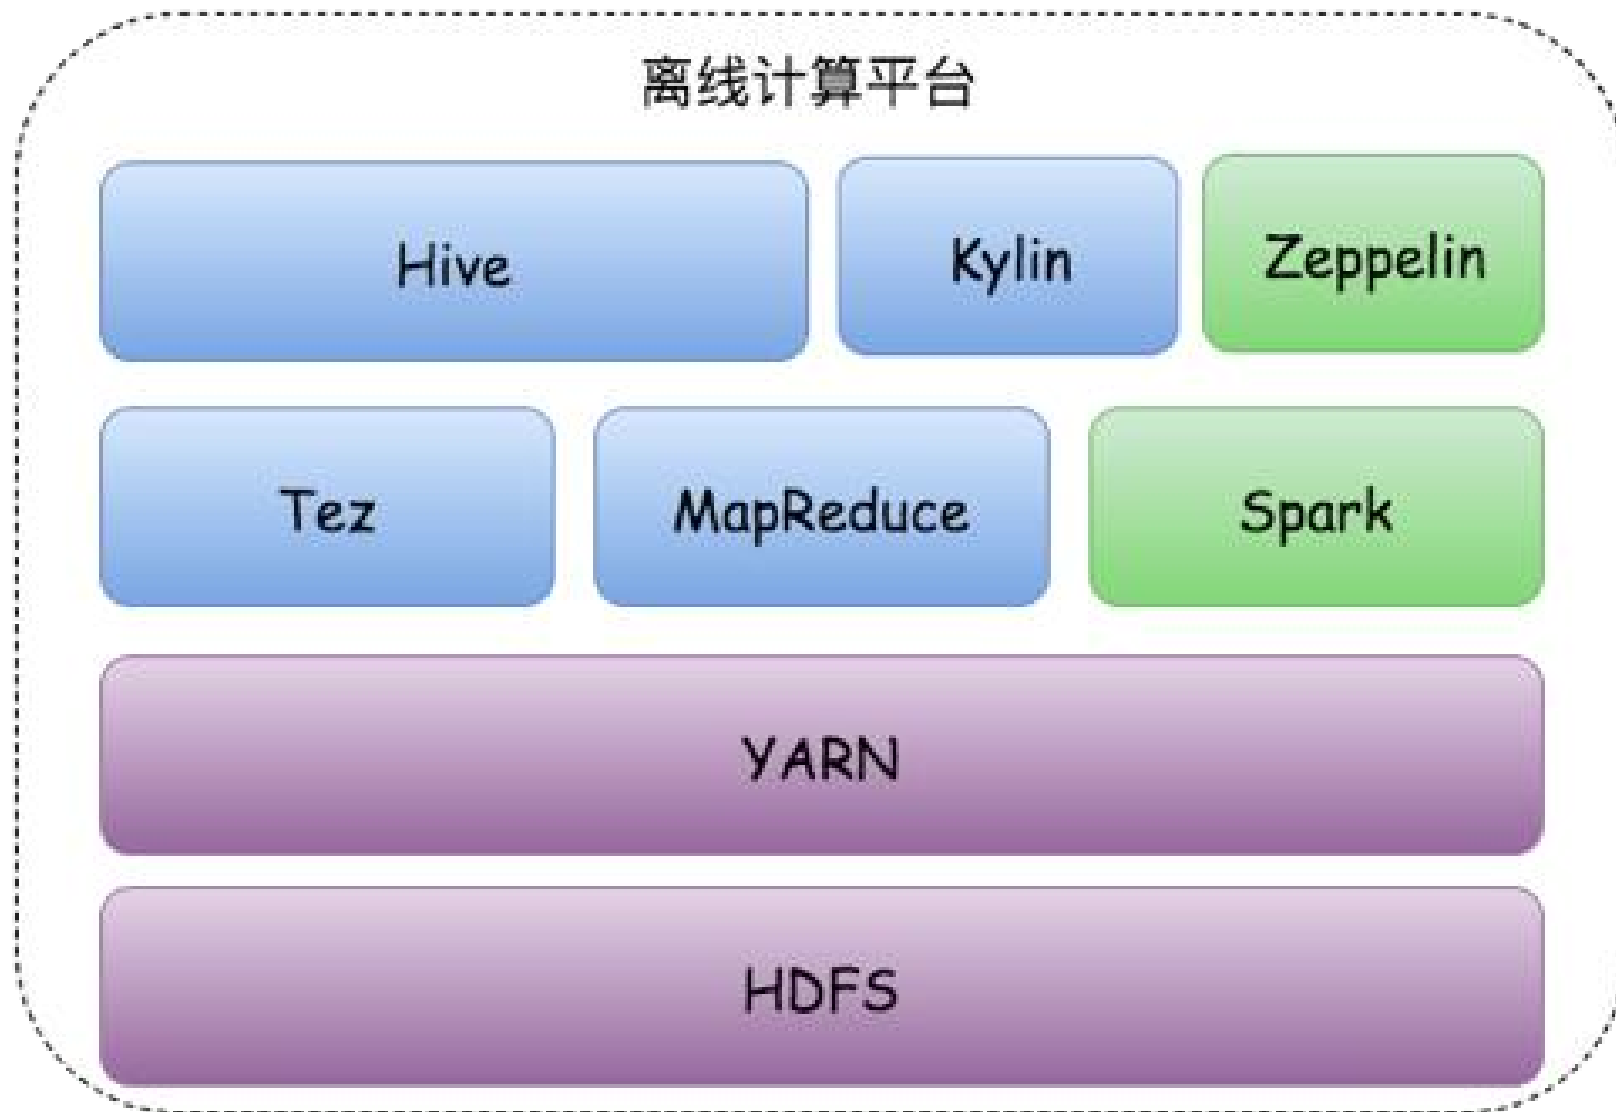 离线计算平台
Hive Kylin Zeppelin
Tez MapReduce Spark
YARN
HDFS